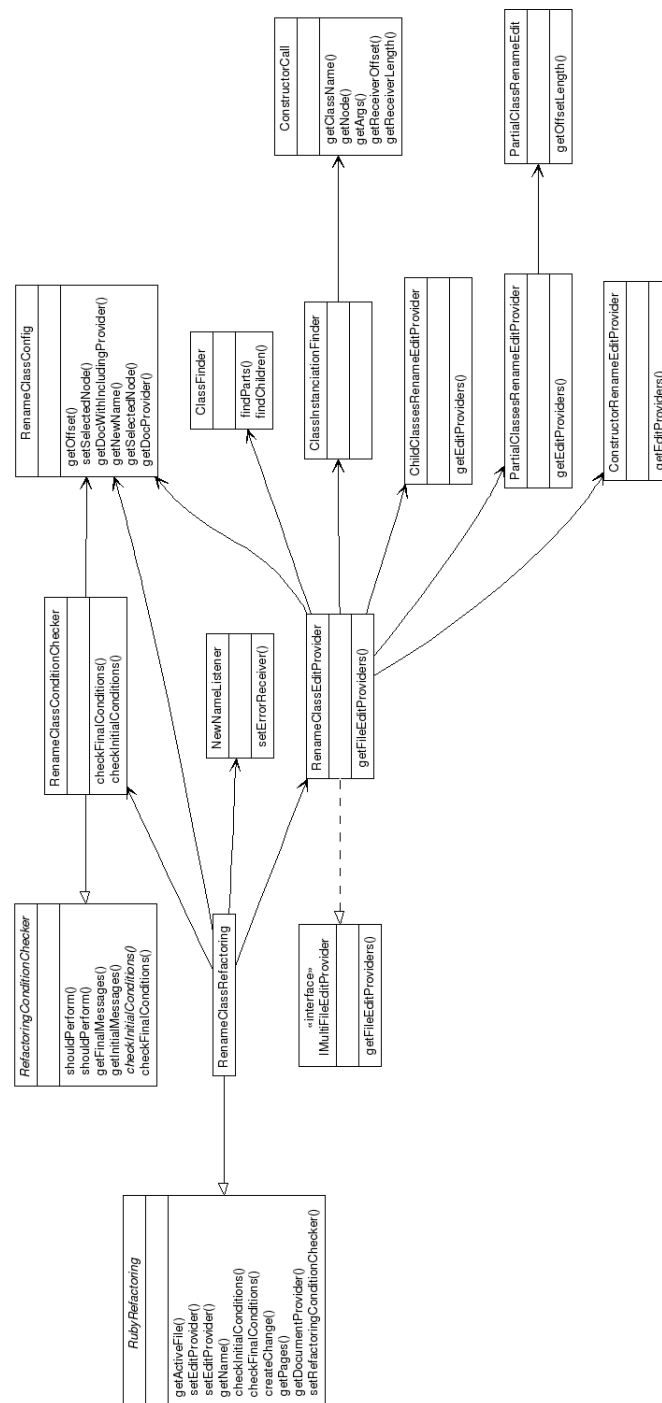 RubyRefactoring
getActiveFile()
setEditProvider()
setEditProvider()
getName()
checkInitialConditions()
checkFinalConditions()
createChange()
getPages()
getDocumentProvider()
setRefactoringConditionChecker()
RefactoringConditionChecker
shouldPerform()
shouldPerform()
getFinalMessages()
getInitialMessages()
checkInitialConditions()
checkFinalConditions()
RenameClassRefactoring
«interface»
IMultiFileEditProvider
getFileEditProviders()
RenameClassConditionChecker
checkFinalConditions()
checkInitialConditions()
NewNameListener
setErrorReceiver()
RenameClassEditProvider
getFileEditProviders()
RenameClassConfig
getOffset()
setSelectedNode()
getDocWithIncludingProvider()
getNewName()
getSelectedNode()
getDocProvider()
ClassFinder
findParts()
findChildren()
ClassInstanciationFinder
ChildClassesRenameEditProvider
getEditProviders()
PartialClassesRenameEditProvider
getEditProviders()
ConstructorRenameEditProvider
getEditProviders()
ConstructorCall
getClassName()
getNode()
getArgs()
getReceiverOffset()
getReceiverLength()
PartialClassRenameEdit
getOffsetLength()